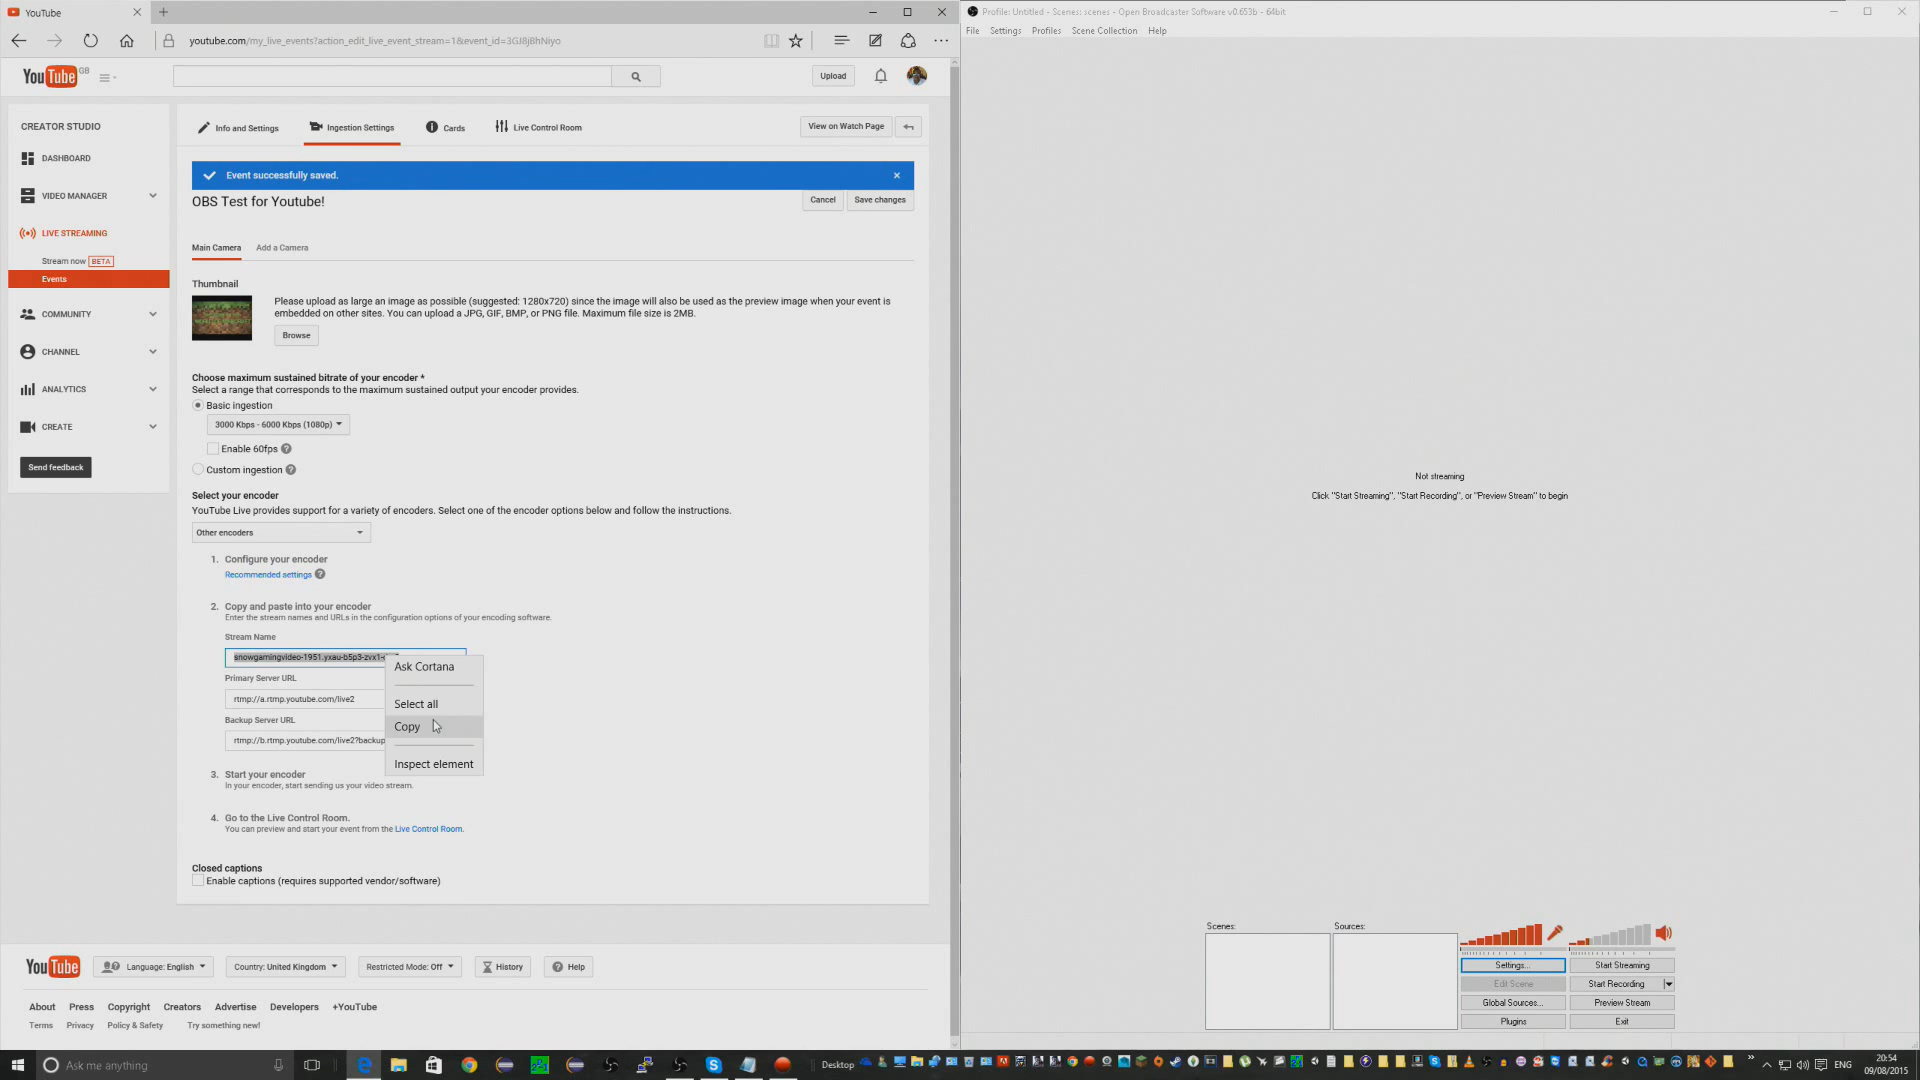 YouTube
youtube.com/my_live_events?action_edit_live_event_stream=1&event_id=3GJ8jBhNiyo
YouTube GB
Upload
CREATOR STUDIO
DASHBOARD
VIDEO MANAGER
LIVE STREAMING
Stream now BETA
Events
COMMUNITY
CHANNEL
ANALYTICS
CREATE
Send feedback
Info and Settings
Ingestion Settings
Cards
Live Control Room
View on Watch Page
Event successfully saved.
OBS Test for Youtube!
Cancel
Save changes
Main Camera
Add a Camera
Thumbnail
Please upload as large an image as possible (suggested: 1280x720) since the image will also be used as the preview image when your event is
embedded on other sites. You can upload a JPG, GIF, BMP, or PNG file. Maximum file size is 2MB.
Browse
Choose maximum sustained bitrate of your encoder *
Select a range that corresponds to the maximum sustained output your encoder provides.
Basic ingestion
3000 Kbps - 6000 Kbps (1080p)
Enable 60fps ?
Custom ingestion ?
Select your encoder
YouTube Live provides support for a variety of encoders. Select one of the encoder options below and follow the instructions.
Other encoders
1. Configure your encoder
Recommended settings ?
2. Copy and paste into your encoder
Enter the stream names and URLs in the configuration options of your encoding software.
Stream Name
snowgamingvideo-1951.yxau-b5p3-zvx1-
Primary Server URL
rtmp://a.rtmp.youtube.com/live2
Backup Server URL
rtmp://b.rtmp.youtube.com/live2?backup
Ask Cortana
Select all
Copy
Inspect element
3. Start your encoder
In your encoder, start sending us your video stream.
4. Go to the Live Control Room.
You can preview and start your event from the Live Control Room.
Closed captions
Enable captions (requires supported vendor/software)
YouTube
Language: English
Country: United Kingdom
Restricted Mode: Off
History
Help
About Press Copyright Creators Advertise Developers +YouTube
Terms Privacy Policy & Safety Try something new!
Profile: Untitled - Scenes: scenes - Open Broadcaster Software v0.653b - 64bit
File Settings Profiles Scene Collection Help
Not streaming
Click "Start Streaming", "Start Recording", or "Preview Stream" to begin
Scenes:
Sources:
Settings...
Start Streaming
Edit Scene
Start Recording
Global Sources...
Preview Stream
Plugins
Exit
Ask me anything
Desktop
ENG
20:54
09/08/2015